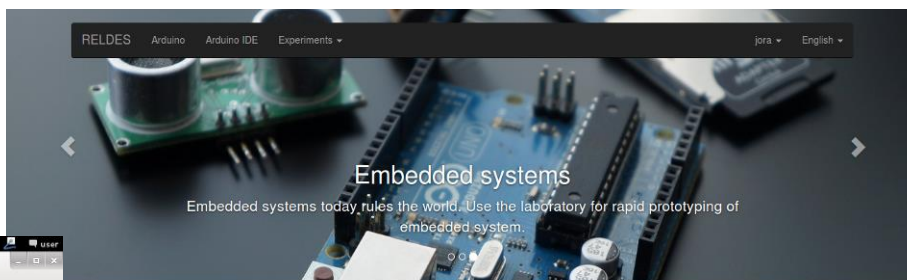 RELDES Arduino Arduino IDE Experiments jora English
UNO
Embedded systems
Embedded systems today rules the world. Use the laboratory for rapid prototyping of
embedded system.
user